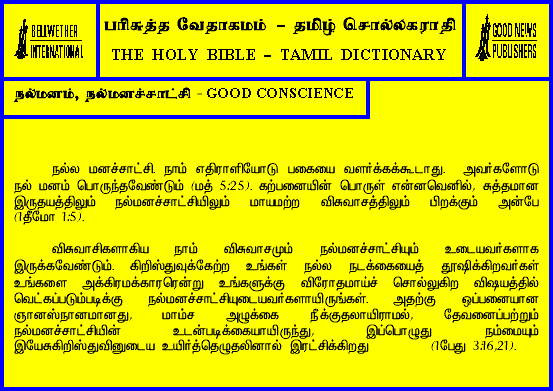 BELLWETHER
INTERNATIONAL
பரிசுத்த வேதாகமம் – தமிழ் சொல்லகராதி
THE HOLY BIBLE – TAMIL DICTIONARY
GOOD NEWS
PUBLISHERS
நல்மனம், நல்மனச்சாட்சி - GOOD CONSCIENCE
நல்ல மனச்சாட்சி. நாம் எதிராளியோடு பகையை வளர்க்கக்கூடாது. அவர்களோடு
நல் மனம் பொருந்தவேண்டும் (மத் 5:25). கற்பனையின் பொருள் என்னவெனில், சுத்தமான
இருதயத்திலும் நல்மனச்சாட்சியிலும் மாயமற்ற விசுவாசத்திலும் பிறக்கும் அன்பே
(1தீமோ 1:5).
விசுவாசிகளாகிய நாம் விசுவாசமும் நல்மனச்சாட்சியும் உடையவர்களாக
இருக்கவேண்டும். கிறிஸ்துவுக்கேற்ற உங்கள் நல்ல நடக்கையைத் தூஷிக்கிறவர்கள்
உங்களை அக்கிரமக்காரரென்று உங்களுக்கு விரோதமாய்ச் சொல்லுகிற விஷயத்தில்
வெட்கப்படும்படிக்கு நல்மனச்சாட்சியுடையவர்களாயிருங்கள். அதற்கு ஒப்பனையான
ஞானஸ்நானமானது, மாம்ச அழுக்கை நீக்குதலாயிராமல், தேவனைப்பற்றும்
நல்மனச்சாட்சியின் உடன்படிக்கையாயிருந்து, இப்பொழுது நம்மையும்
இயேசுகிறிஸ்துவினுடைய உயிர்த்தெழுதலினால் இரட்சிக்கிறது (1பேது 3:16,21).